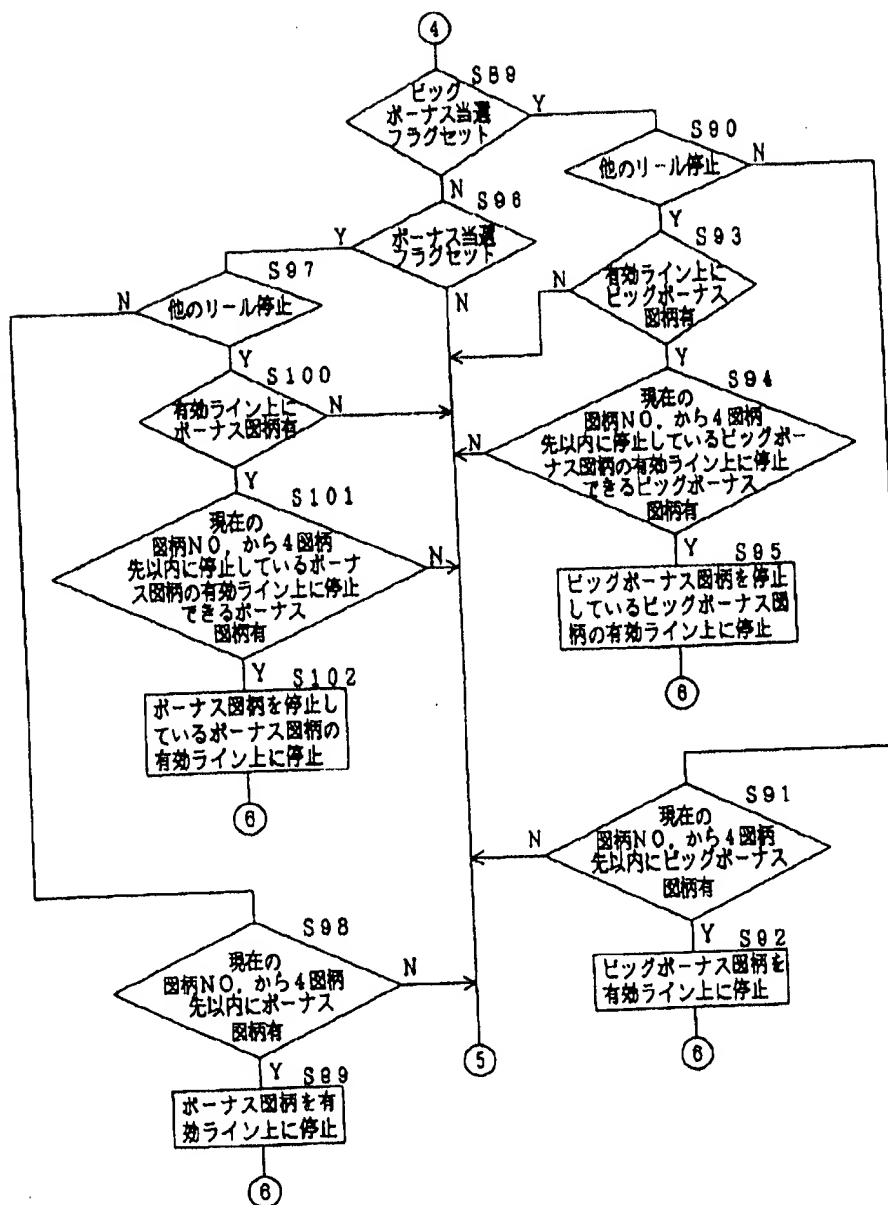 4
S89
ビッグ
ボーナス当選
フラグセット
Y
N
S90
他のリール停止
N
Y
S96
ボーナス当選
フラグセット
Y
N
S93
有効ライン上に
ビッグボーナス
図柄有
N
Y
S97
他のリール停止
N
Y
S100
有効ライン上に
ボーナス図柄有
N
Y
S94
現在の
図柄NO.から4図柄
先以内に停止しているビッグボー
ナス図柄の有効ライン上に停止
できるビッグボーナス
図柄有
N
Y
S101
現在の
図柄NO.から4図柄
先以内に停止しているボーナ
ス図柄の有効ライン上に停止
できるボーナス
図柄有
N
Y
S95
ビッグボーナス図柄を停止
しているビッグボーナス図
柄の有効ライン上に停止
6
S102
ボーナス図柄を停止し
ているボーナス図柄の
有効ライン上に停止
6
S91
現在の
図柄NO.から4図柄
先以内にビッグボーナス
図柄有
N
Y
S92
ビッグボーナス図柄を
有効ライン上に停止
6
S98
現在の
図柄NO.から4図柄
先以内にボーナス
図柄有
N
Y
S99
ボーナス図柄を有
効ライン上に停止
6
5